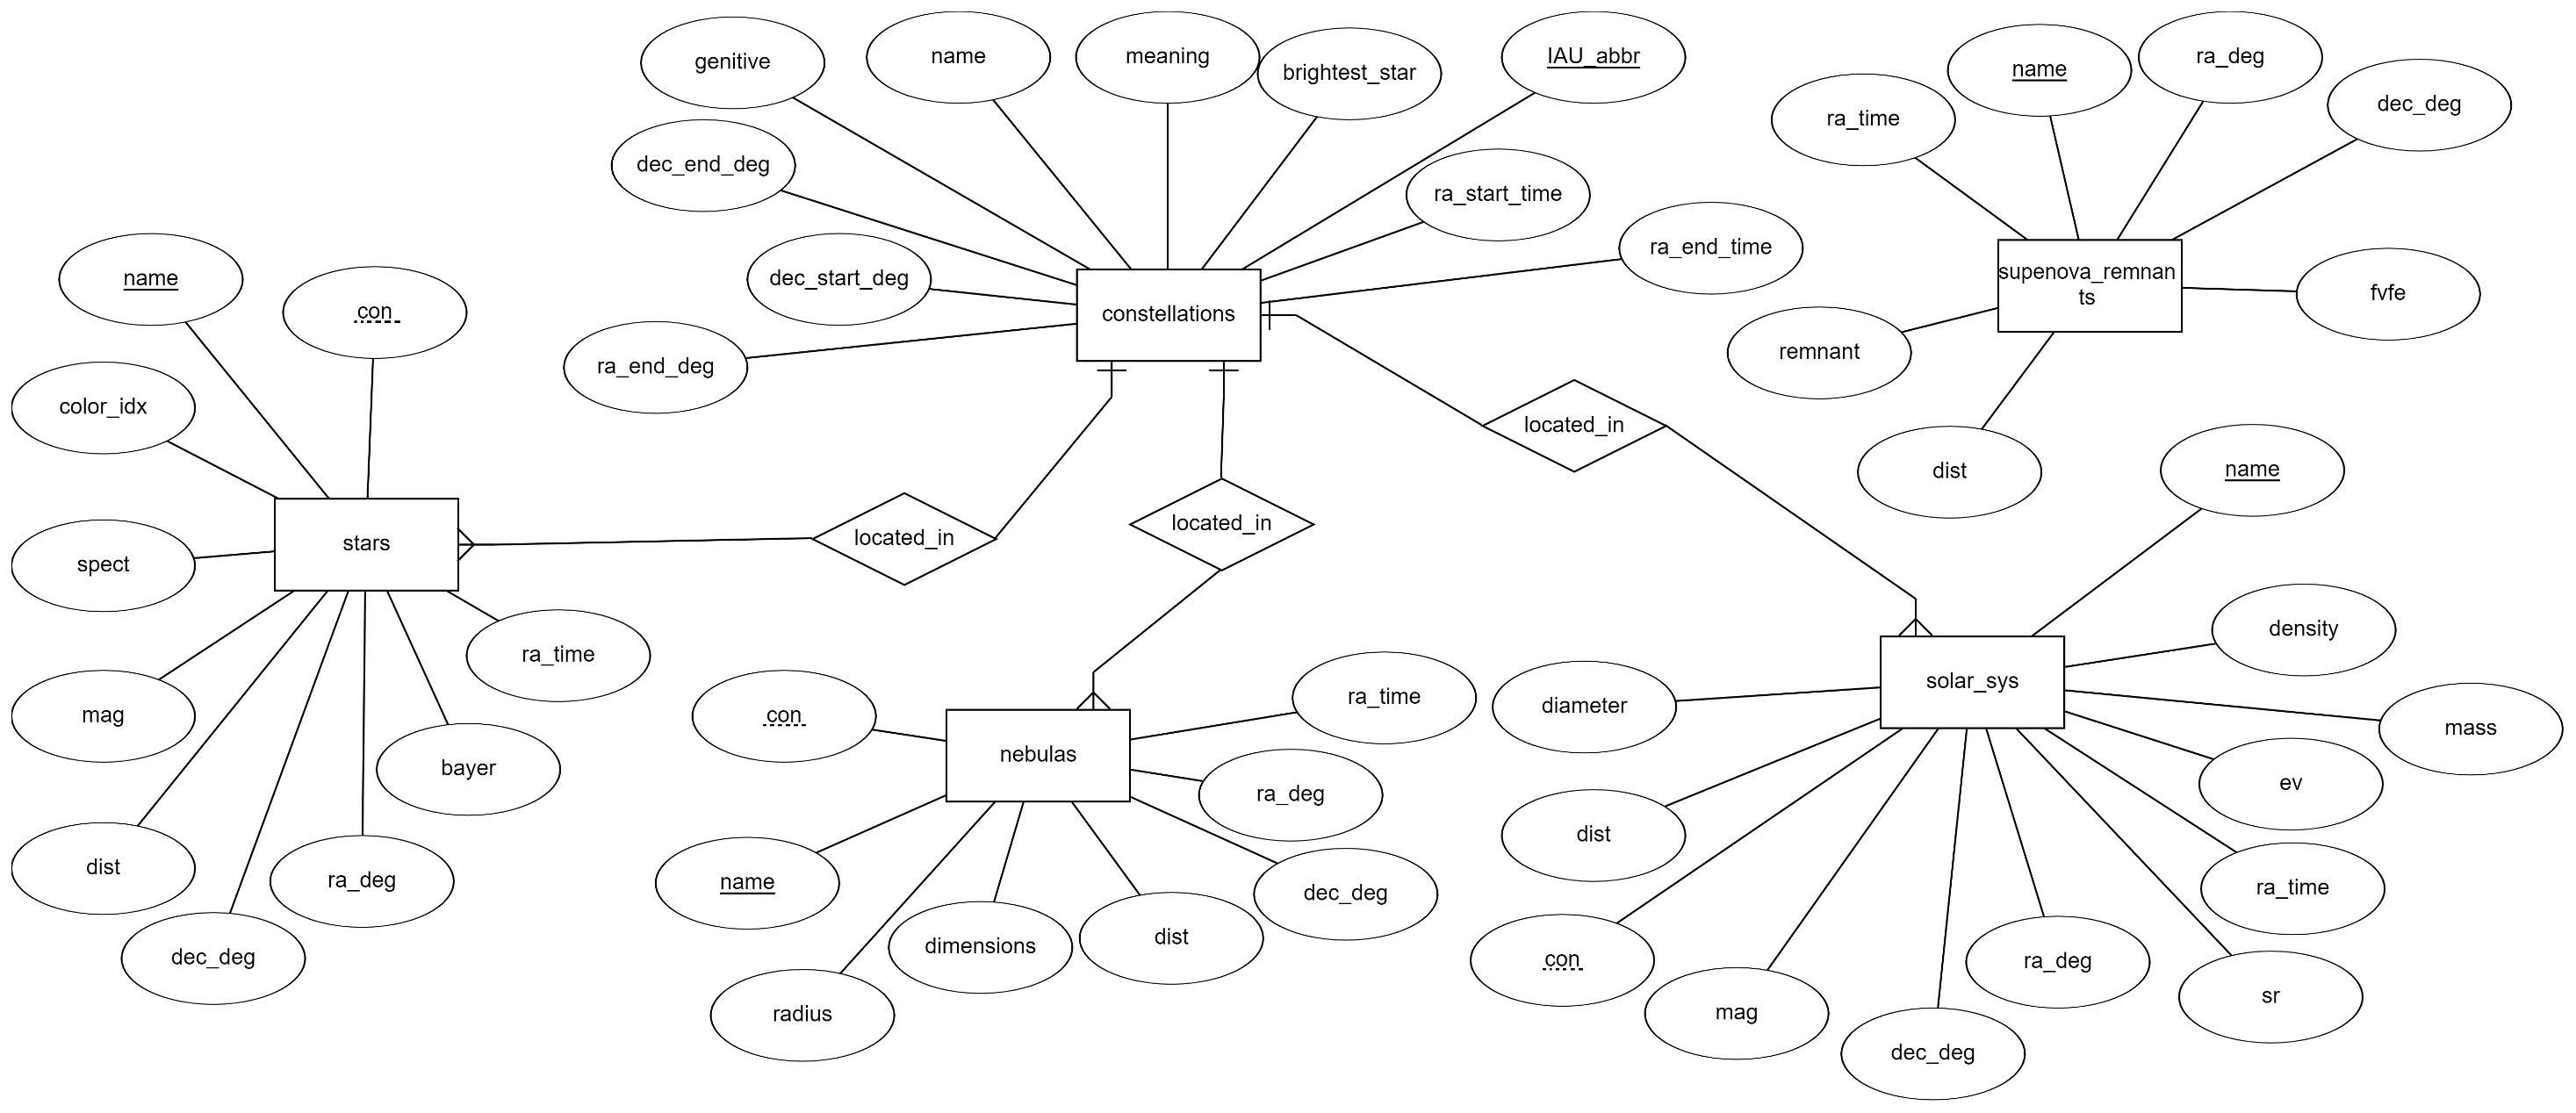 genitive
name
meaning
brightest_star
IAU_abbr
dec_end_deg
ra_start_time
dec_start_deg
ra_end_time
ra_end_deg
constellations
name
ra_deg
ra_time
dec_deg
supenova_remnan
ts
fvfe
remnant
dist
name
con
color_idx
spect
stars
mag
dist
dec_deg
ra_deg
bayer
ra_time
located_in
located_in
located_in
con
nebulas
ra_time
ra_deg
dec_deg
name
dimensions
dist
radius
name
density
solar_sys
diameter
mass
ev
dist
ra_time
con
mag
dec_deg
ra_deg
sr